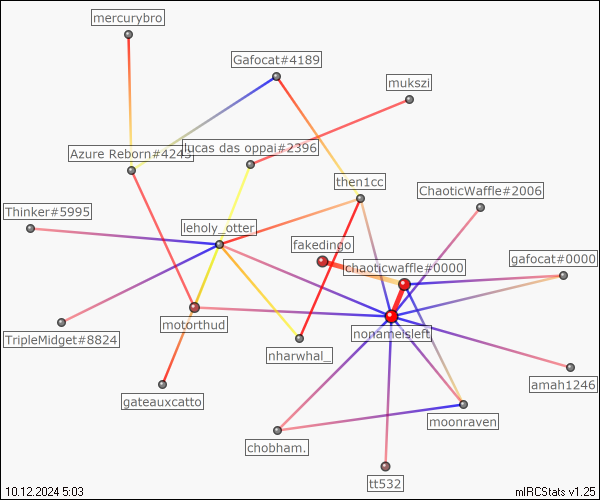 mercurybro
Gafocat#4189
mukszi
lucas das oppai#2396
Azure Reborn#4243
then1cc
ChaoticWaffle#2006
Thinker#5995
leholy_otter
fakedingo
gafocat#0000
chaoticwaffle#0000
motorthud
nonameisleft
TripleMidget#8824
nharwhal_
amah1246
gateauxcatto
moonraven
chobham.
tt532
10.12.2024 5:03
mIRCStats v1.25